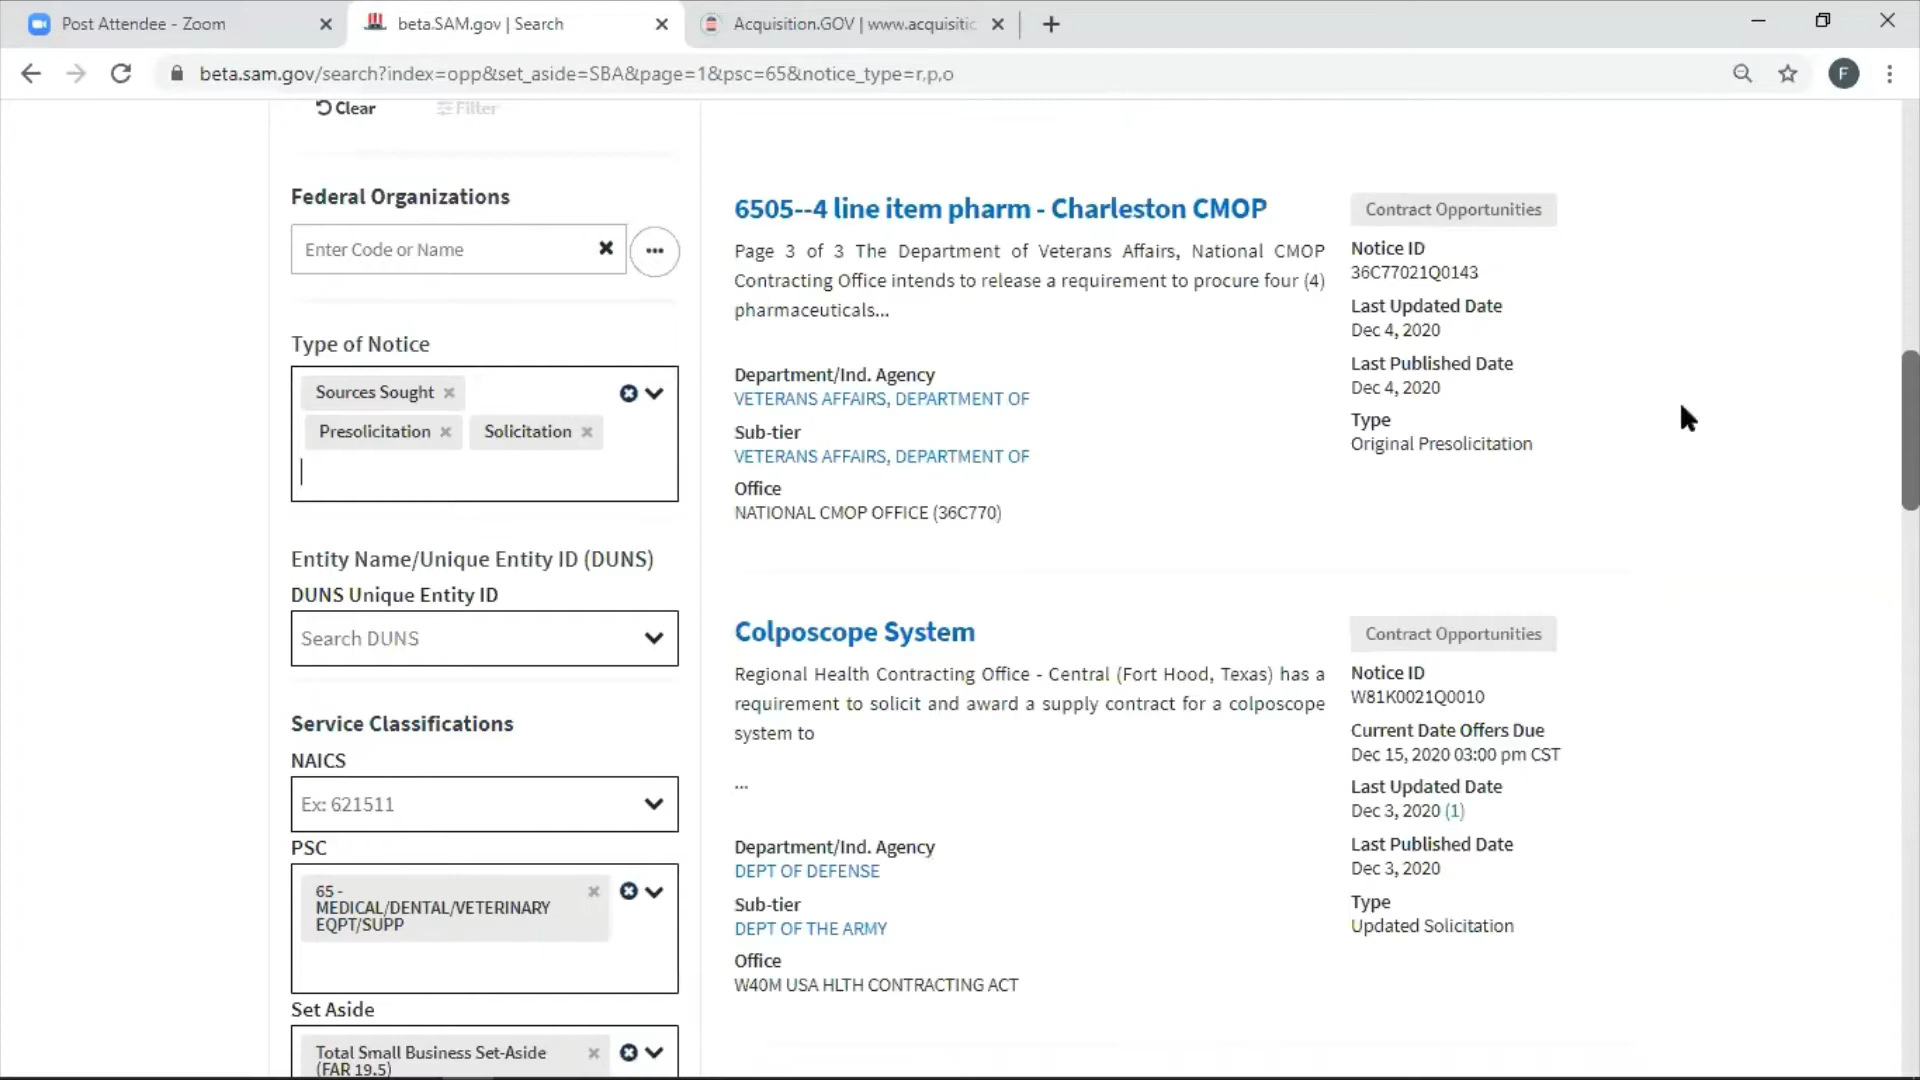 Post Attendee - Zoom
beta.SAM.gov | Search
Acquisition.GOV | www.acquisitic
beta.sam.gov/search?index=opp&set_aside=SBA&page=1&psc=65&notice_type=r,p,o
F
Clear
Filter
Federal Organizations
Enter Code or Name
Type of Notice
Sources Sought
Presolicitation
Solicitation
Entity Name/Unique Entity ID (DUNS)
DUNS Unique Entity ID
Search DUNS
Service Classifications
NAICS
Ex: 621511
PSC
65 -
MEDICAL/DENTAL/VETERINARY
EQPT/SUPP
Set Aside
Total Small Business Set-Aside
(FAR 19.5)
6505--4 line item pharm - Charleston CMOP
Page 3 of 3 The Department of Veterans Affairs, National CMOP
Contracting Office intends to release a requirement to procure four (4)
pharmaceuticals...
Department/Ind. Agency
VETERANS AFFAIRS, DEPARTMENT OF
Sub-tier
VETERANS AFFAIRS, DEPARTMENT OF
Office
NATIONAL CMOP OFFICE (36C770)
Contract Opportunities
Notice ID
36C77021Q0143
Last Updated Date
Dec 4, 2020
Last Published Date
Dec 4, 2020
Type
Original Presolicitation
Colposcope System
Regional Health Contracting Office - Central (Fort Hood, Texas) has a
requirement to solicit and award a supply contract for a colposcope
system to
...
Department/Ind. Agency
DEPT OF DEFENSE
Sub-tier
DEPT OF THE ARMY
Office
W40M USA HLTH CONTRACTING ACT
Contract Opportunities
Notice ID
W81K0021Q0010
Current Date Offers Due
Dec 15, 2020 03:00 pm CST
Last Updated Date
Dec 3, 2020 (1)
Last Published Date
Dec 3, 2020
Type
Updated Solicitation